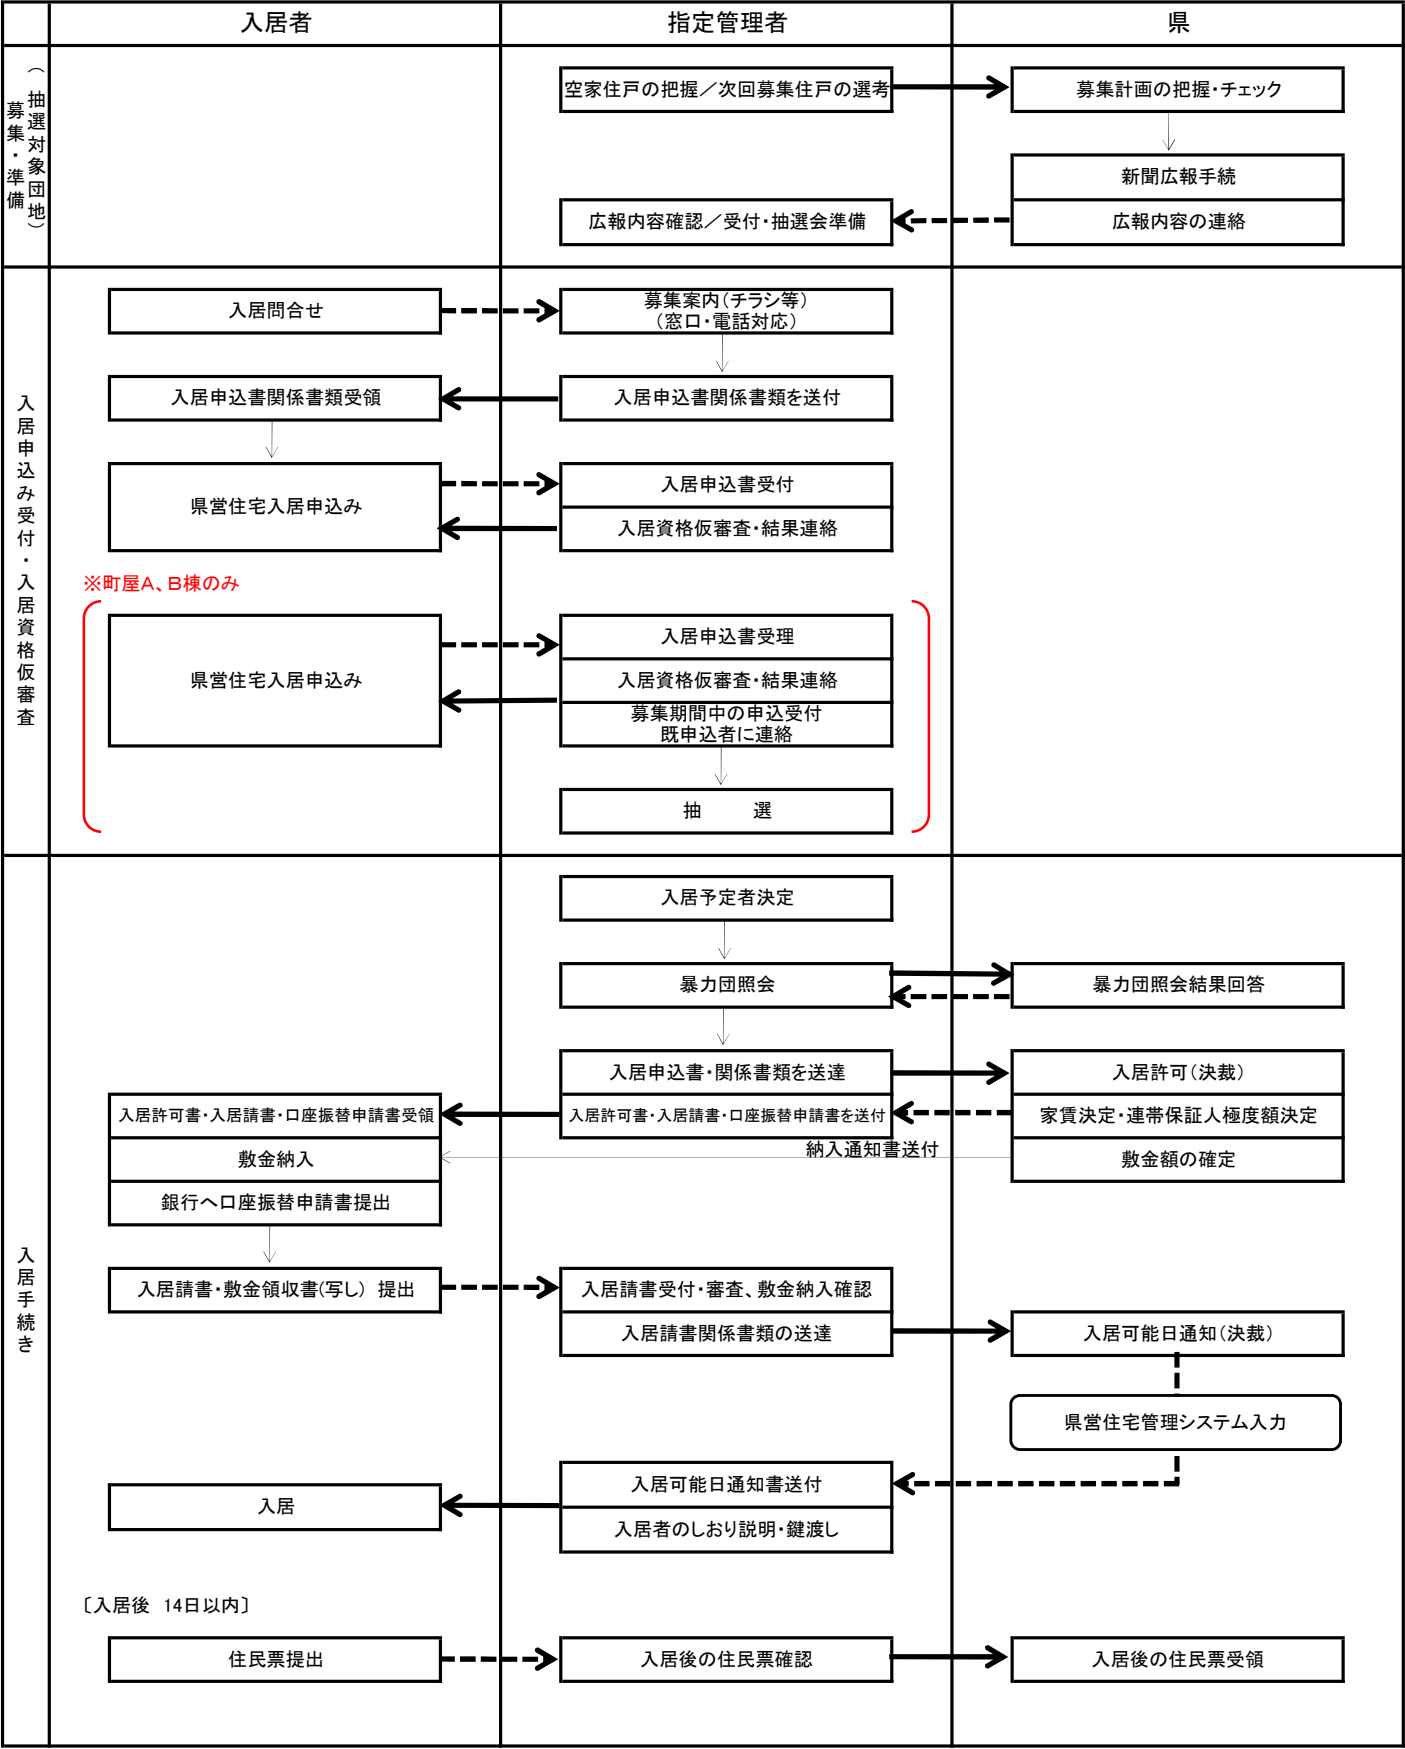 入居者
指定管理者
県
募集・準備
（抽選対象団地）
空家住戸の把握／次回募集住戸の選考
募集計画の把握・チェック
新聞広報手続
広報内容確認／受付・抽選会準備
広報内容の連絡
入居申込み受付・入居資格仮審査
入居問合せ
募集案内（チラシ等）
（窓口・電話対応）
入居申込書関係書類受領
入居申込書関係書類を送付
県営住宅入居申込み
入居申込書受付
入居資格仮審査・結果連絡
※町屋A、B棟のみ
県営住宅入居申込み
入居申込書受理
入居資格仮審査・結果連絡
募集期間中の申込受付
既申込者に連絡
抽　　選
入居手続き
入居予定者決定
暴力団照会
暴力団照会結果回答
入居申込書・関係書類を送達
入居許可（決裁）
入居許可書・入居請書・口座振替申請書受領
入居許可書・入居請書・口座振替申請書を送付
家賃決定・連帯保証人極度額決定
敷金納入
納入通知書送付
敷金額の確定
銀行へ口座振替申請書提出
入居請書・敷金領収書(写し)　提出
入居請書受付・審査、敷金納入確認
入居請書関係書類の送達
入居可能日通知（決裁）
県営住宅管理システム入力
入居可能日通知書送付
入居
入居者のしおり説明・鍵渡し
〔入居後　14日以内〕
住民票提出
入居後の住民票確認
入居後の住民票受領